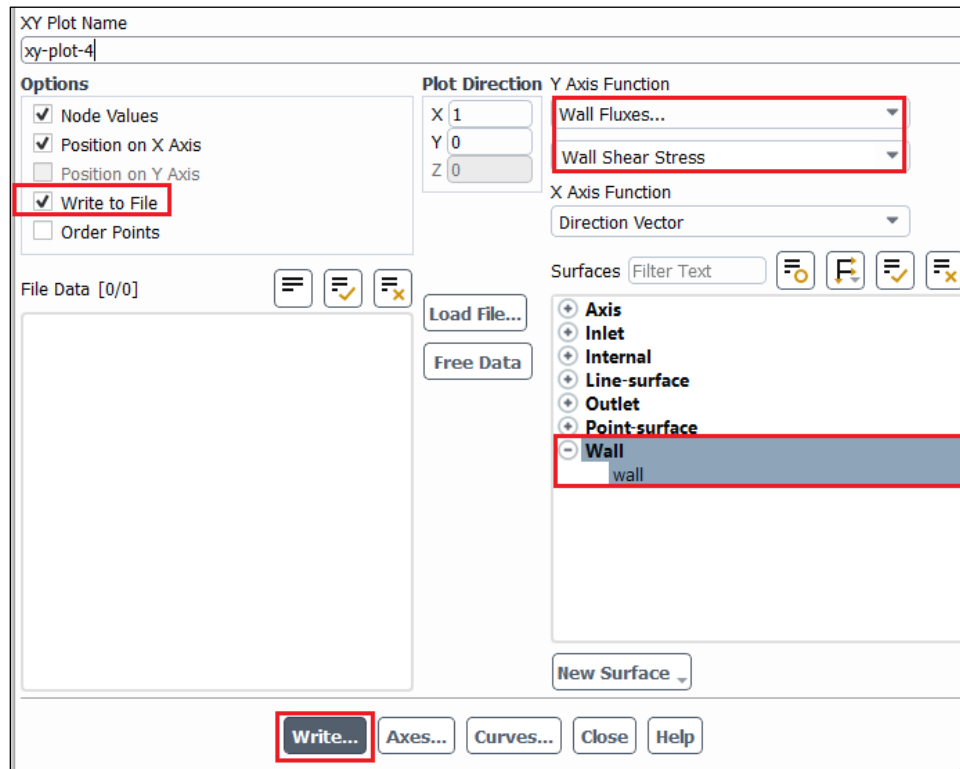 XY Plot Name
xy-plot-4
Options
Node Values
Position on X Axis
Position on Y Axis
Write to File
Order Points
Plot Direction
X 1
Y 0
Z 0
Y Axis Function
Wall Fluxes...
Wall Shear Stress
X Axis Function
Direction Vector
File Data [0/0]
Load File...
Free Data
Surfaces Filter Text
Axis
Inlet
Internal
Line-surface
Outlet
Point-surface
Wall
wall
New Surface
Write... Axes... Curves... Close Help